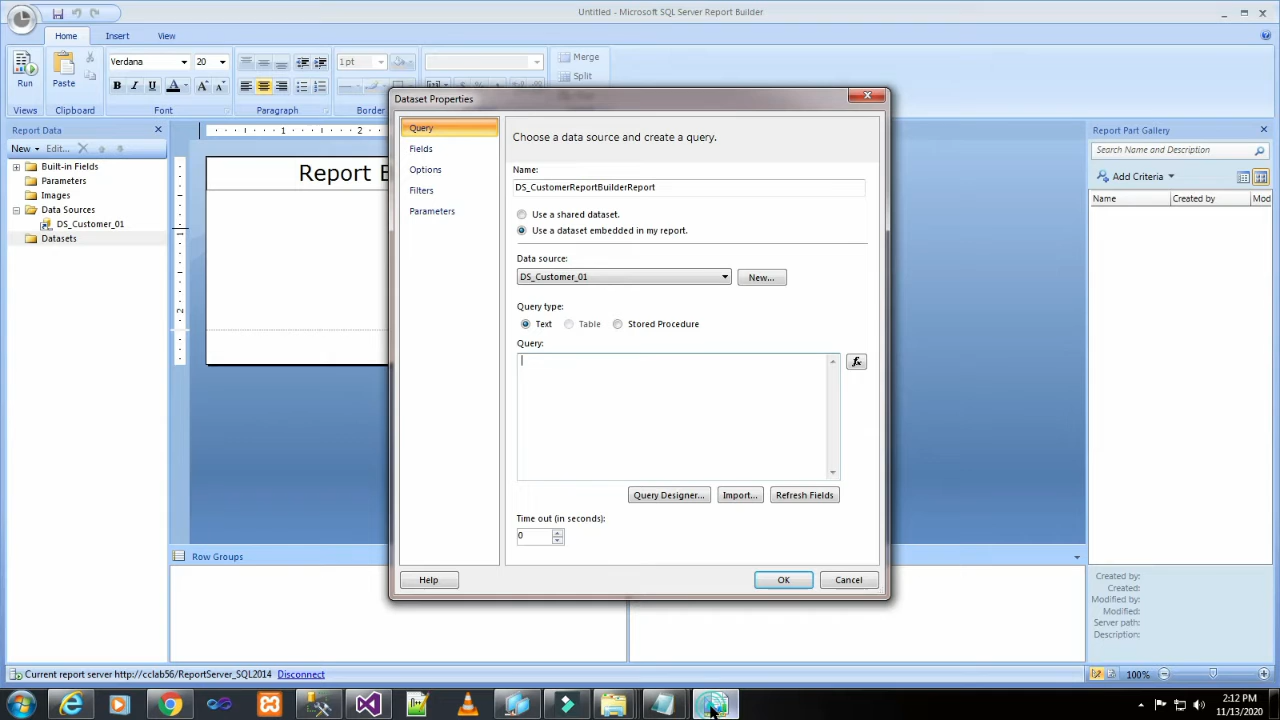 Untitled - Microsoft SQL Server Report Builder
Home
Insert
View
Run
Views
Paste
Clipboard
Verdana
20
B
I
U
A
Font
Paragraph
1 pt
Border
Merge
Split
Report Data
New
Edit...
Built-in Fields
Parameters
Images
Data Sources
DS_Customer_01
Datasets
Report B
Dataset Properties
Query
Fields
Options
Filters
Parameters
Choose a data source and create a query.
Name:
DS_CustomerReportBuilderReport
Use a shared dataset.
Use a dataset embedded in my report.
Data source:
DS_Customer_01
New...
Query type:
Text
Table
Stored Procedure
Query:
fx
Query Designer...
Import...
Refresh Fields
Time out (in seconds):
0
Help
OK
Cancel
Report Part Gallery
Search Name and Description
Add Criteria
Name
Created by
Mod
Row Groups
Created by:
Created:
Modified by:
Modified:
Server path:
Description:
Current report server http://cclab56/ReportServer_SQL2014
Disconnect
100%
2:12 PM
11/13/2020